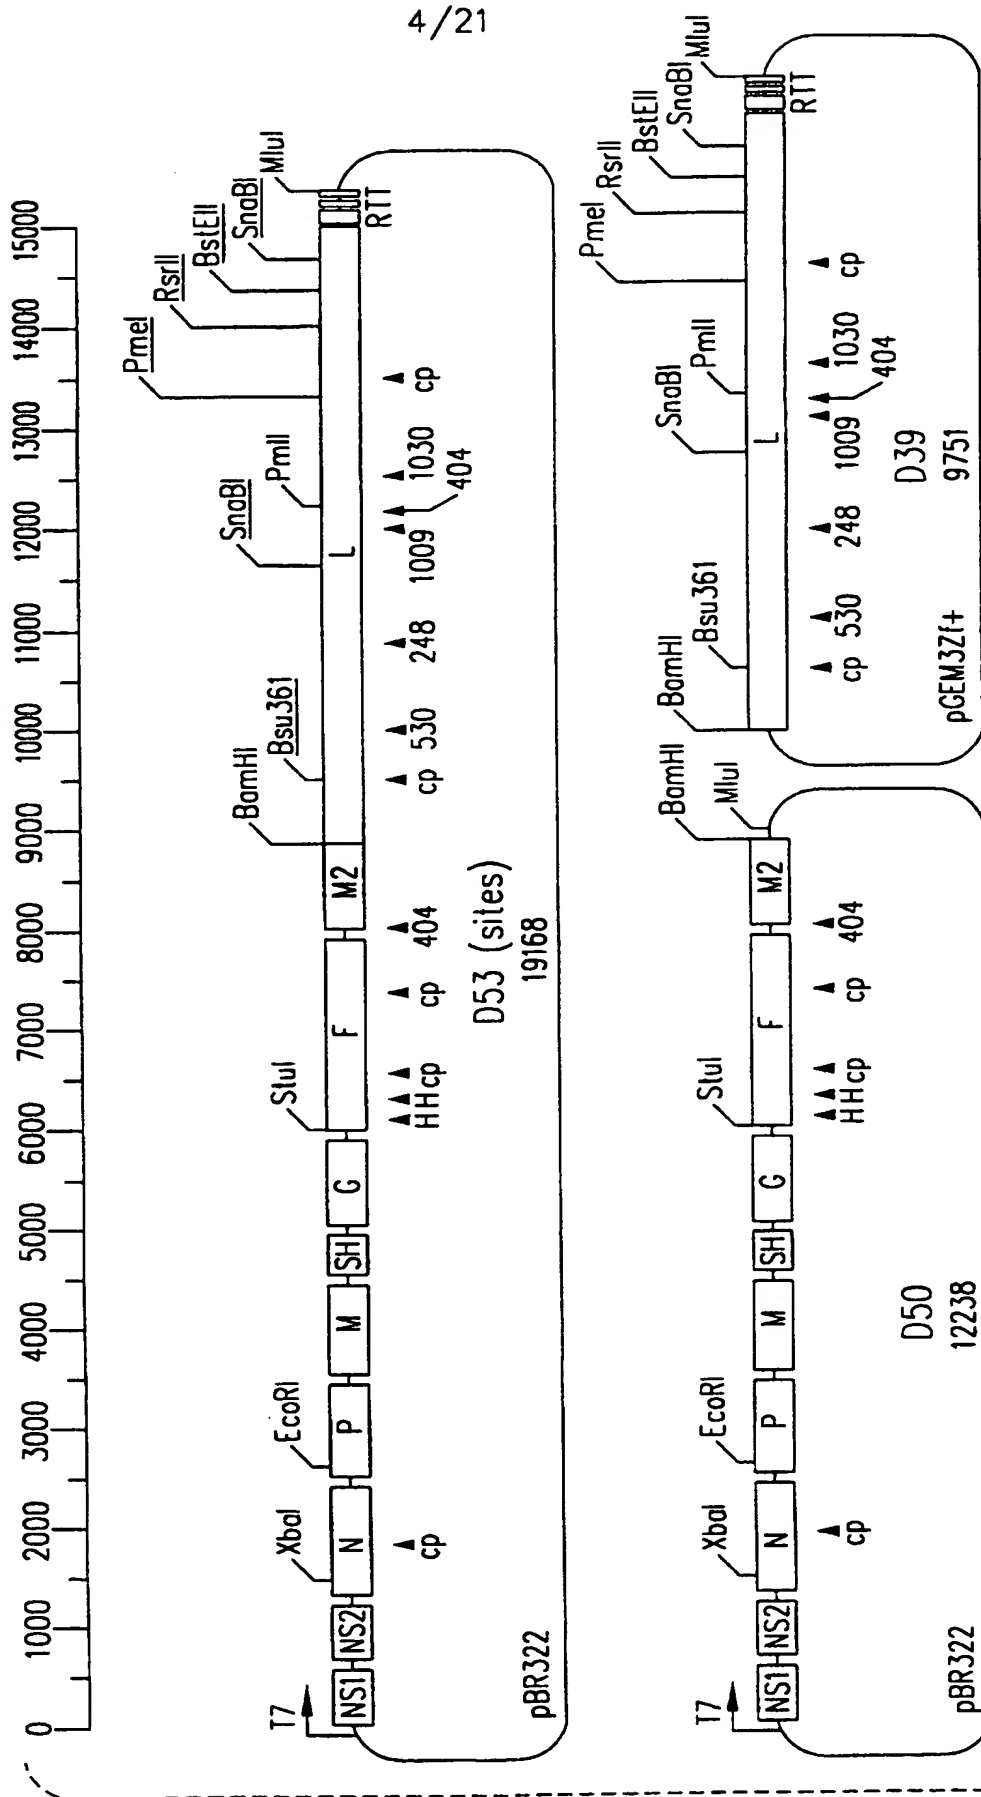 4/21
0 1000 2000 3000 4000 5000 6000 7000 8000 9000 10000 11000 12000 13000 14000 15000
T7
XbaI
EcoRI
StuI
BamHI
Bsu361
SnaBI
PmlI
PmeI
RsrII
BstEII
SnaBI
MluI
NS1 NS2 N P M SH G F M2 L RTT
cp HHcp cp 404 cp 530 248 1009 404 1030 cp
D53 (sites)
19168
pBR322
T7
XbaI
EcoRI
StuI
BamHI
MluI
NS1 NS2 N P M SH G F M2
cp HHcp cp 404
D50
12238
pBR322
BamHI
Bsu361
SnaBI
PmlI
PmeI
RsrII
BstEII
SnaBI
MluI
L RTT
cp 530 248 1009 404 1030 cp
D39
9751
pGEM3Zf+